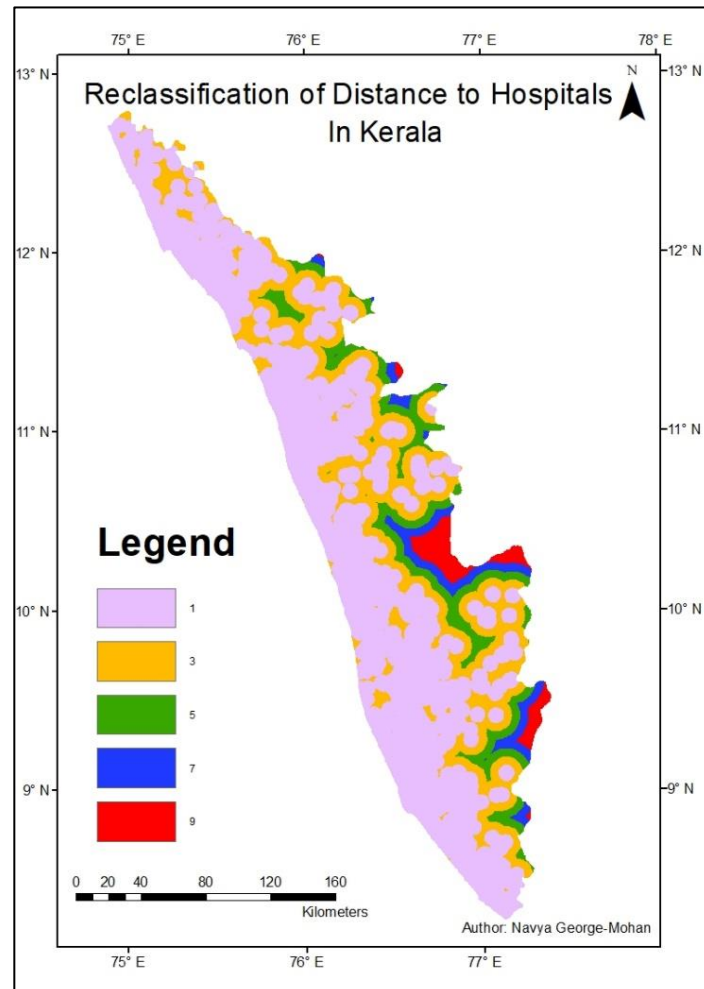 75° E 76° E 77° E 78° E
13° N 13° N
Reclassification of Distance to Hospitals
In Kerala
N
12° N 12° N
11° N 11° N
Legend
1
10° N 10° N
3
5
7
9° N 9° N
9
0 20 40 80 120 160
Kilometers
Author: Navya George-Mohan
75° E 76° E 77° E